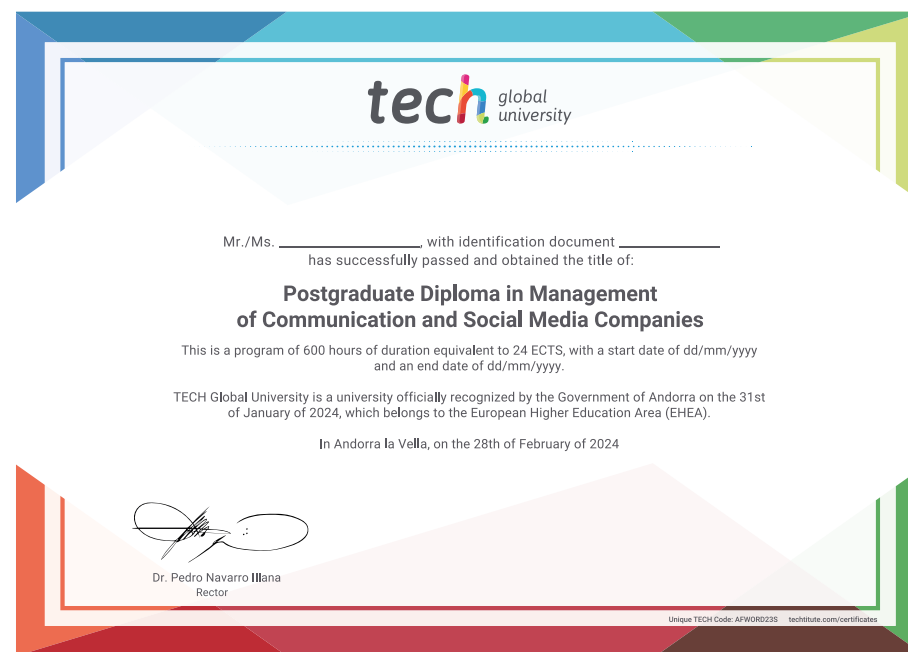 tech global university
Mr./Ms. ____________________, with identification document ______________
has successfully passed and obtained the title of:
Postgraduate Diploma in Management
of Communication and Social Media Companies
This is a program of 600 hours of duration equivalent to 24 ECTS, with a start date of dd/mm/yyyy
and an end date of dd/mm/yyyy.
TECH Global University is a university officially recognized by the Government of Andorra on the 31st
of January of 2024, which belongs to the European Higher Education Area (EHEA).
In Andorra la Vella, on the 28th of February of 2024
Dr. Pedro Navarro Illana
Rector
Unique TECH Code: AFWORD23S techtitute.com/certificates